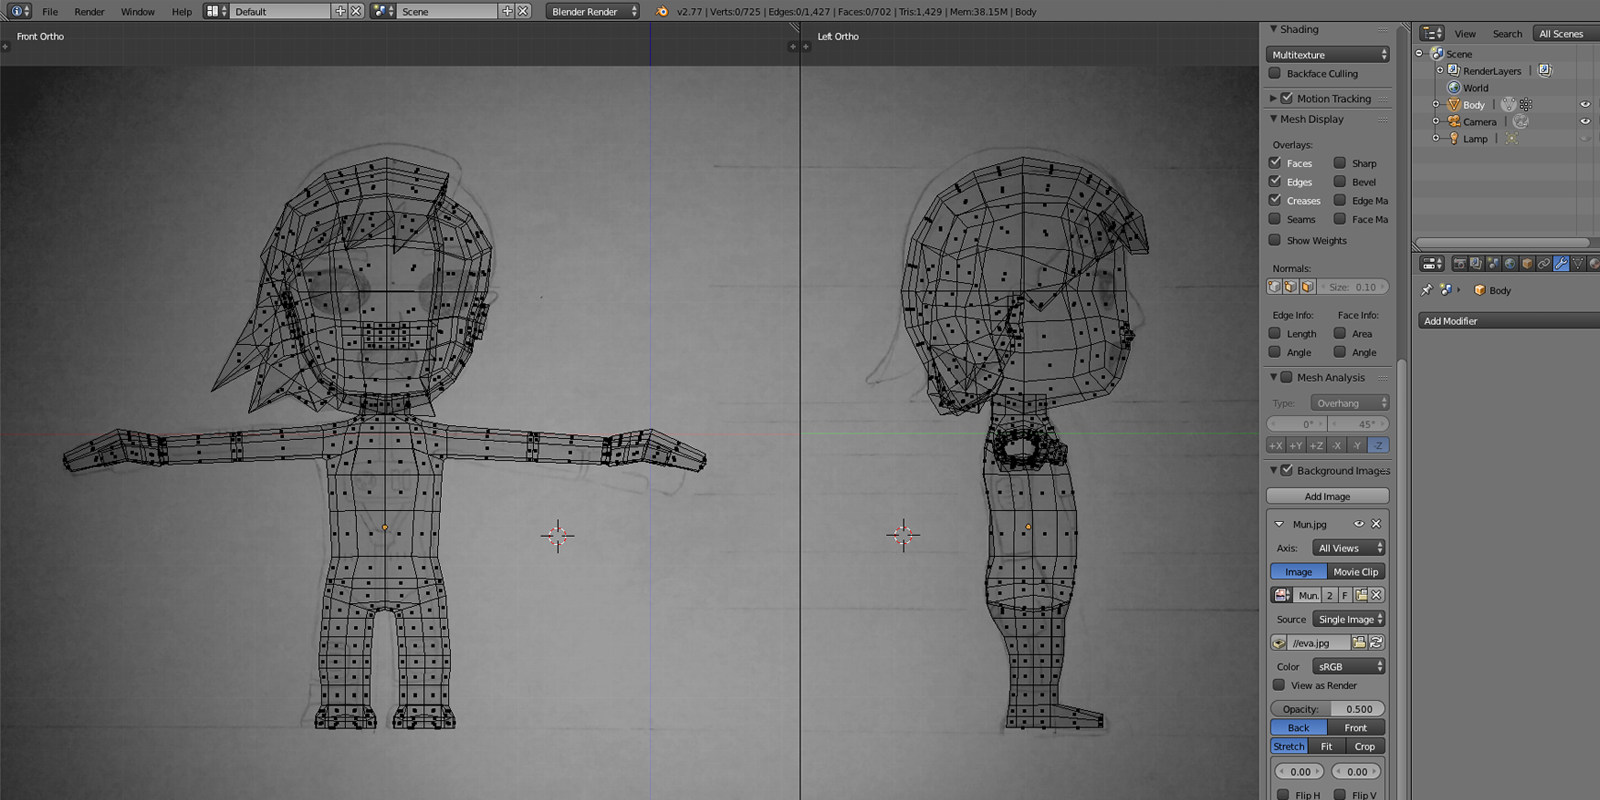 File Render Window Help Default Scene Blender Render v2.77 | Verts:0/725 | Edges:0/1,427 | Faces:0/702 | Tris:1,429 | Mem:38.15M | Body
Front Ortho
Left Ortho
Shading
Multitexture
Backface Culling
Motion Tracking
Mesh Display
Overlays:
Faces Sharp
Edges Bevel
Creases Edge Ma
Seams Face Ma
Show Weights
Normals:
Size: 0.10
Edge Info: Face Info:
Length Area
Angle Angle
Mesh Analysis
Type: Overhang
0° 45°
+X +Y +Z -X -Y -Z
Background Images
Add Image
Mun.jpg
Axis: All Views
Image Movie Clip
Mun. 2 F
Source Single Image
//eva.jpg
Color sRGB
View as Render
Opacity: 0.500
Back Front
Stretch Fit Crop
0.00 0.00
Flip H Flip V
View Search All Scenes
Scene
RenderLayers |
World
Body |
Camera |
Lamp |
Body
Add Modifier